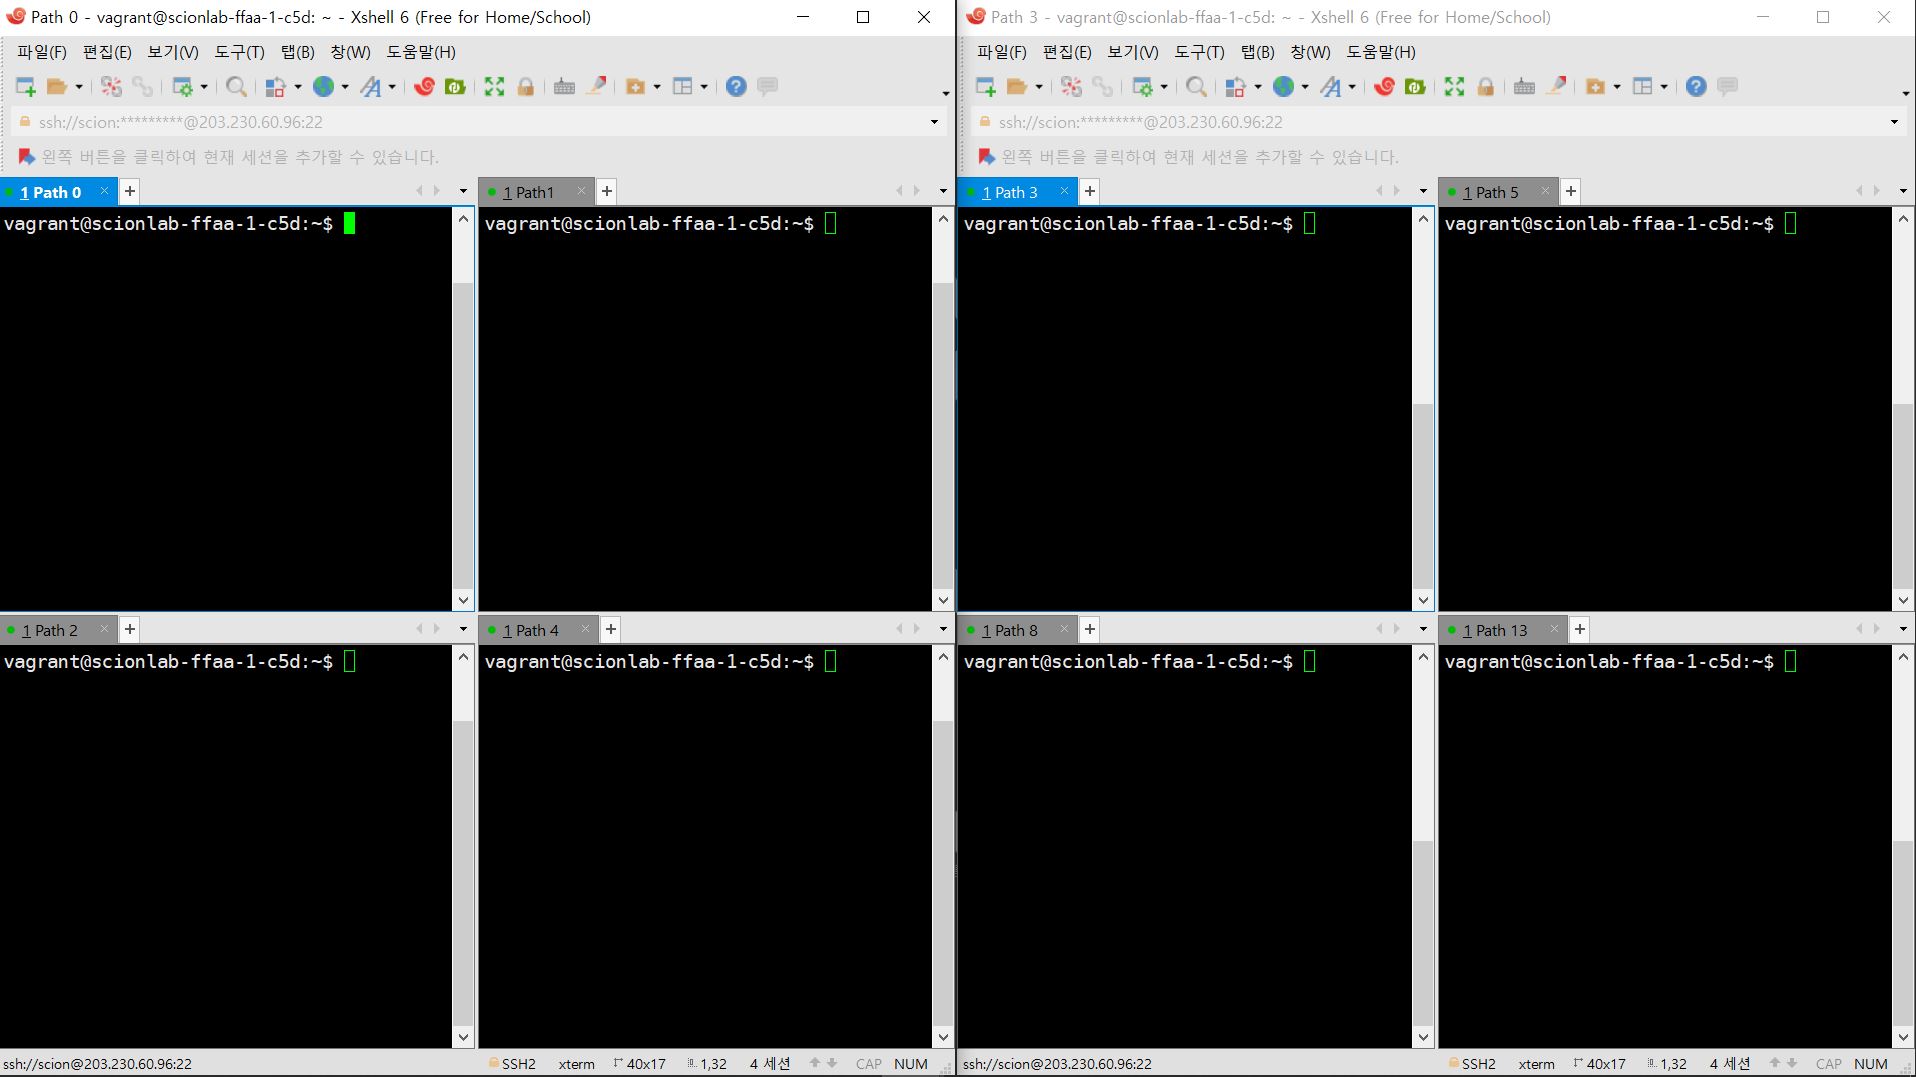 Path 0 - vagrant@scionlab-ffaa-1-c5d: ~ - Xshell 6 (Free for Home/School)
파일(F) 편집(E) 보기(V) 도구(T) 탭(B) 창(W) 도움말(H)
ssh://scion:*********@203.230.60.96:22
왼쪽 버튼을 클릭하여 현재 세션을 추가할 수 있습니다.
1 Path 0
vagrant@scionlab-ffaa-1-c5d:~$
1 Path1
vagrant@scionlab-ffaa-1-c5d:~$
1 Path 2
vagrant@scionlab-ffaa-1-c5d:~$
1 Path 4
vagrant@scionlab-ffaa-1-c5d:~$
ssh://scion@203.230.60.96:22 SSH2 xterm 40x17 1,32 4 세션 CAP NUM
Path 3 - vagrant@scionlab-ffaa-1-c5d: ~ - Xshell 6 (Free for Home/School)
파일(F) 편집(E) 보기(V) 도구(T) 탭(B) 창(W) 도움말(H)
ssh://scion:*********@203.230.60.96:22
왼쪽 버튼을 클릭하여 현재 세션을 추가할 수 있습니다.
1 Path 3
vagrant@scionlab-ffaa-1-c5d:~$
1 Path 5
vagrant@scionlab-ffaa-1-c5d:~$
1 Path 8
vagrant@scionlab-ffaa-1-c5d:~$
1 Path 13
vagrant@scionlab-ffaa-1-c5d:~$
ssh://scion@203.230.60.96:22 SSH2 xterm 40x17 1,32 4 세션 CAP NUM